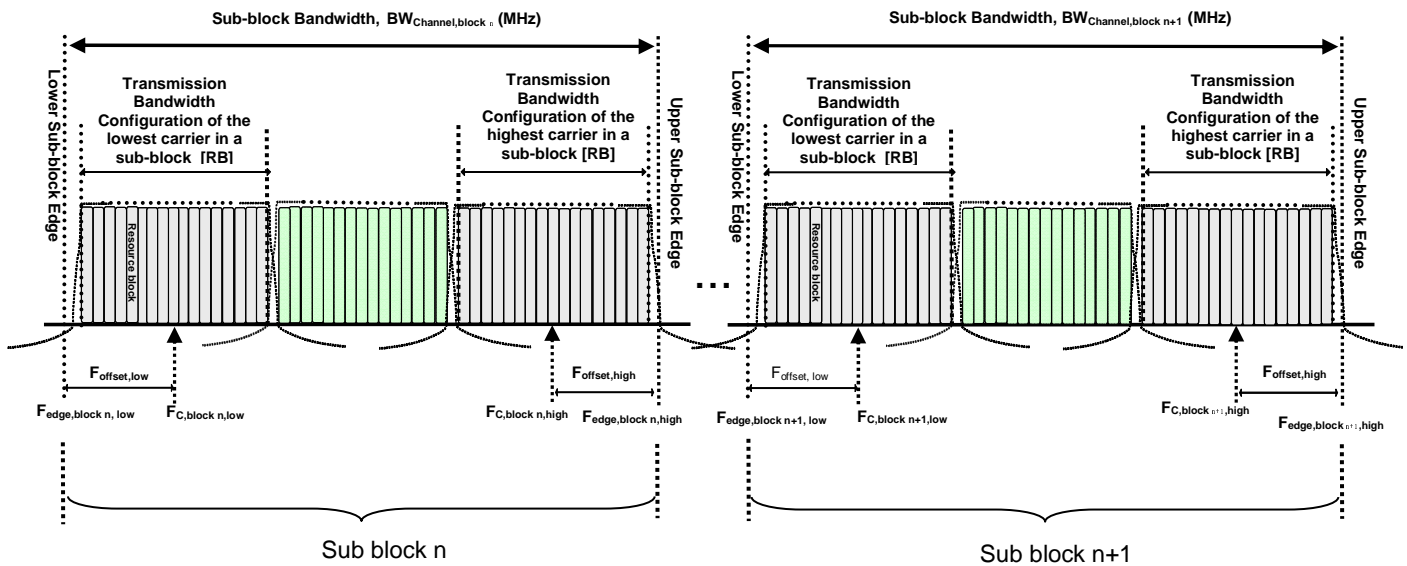 Sub-block Bandwidth, BWChannel,block n (MHz)
Sub-block Bandwidth, BWChannel,block n+1 (MHz)
Lower Sub-block Edge
Transmission
Bandwidth
Configuration of the
lowest carrier in a
sub-block [RB]
Transmission
Bandwidth
Configuration of the
highest carrier in a
sub-block [RB]
Upper Sub-block Edge
Lower Sub-block Edge
Transmission
Bandwidth
Configuration of the
lowest carrier in a
sub-block [RB]
Transmission
Bandwidth
Configuration of the
highest carrier in a
sub-block [RB]
Upper Sub-block Edge
Resource block
...
Resource block
Foffset,low
Foffset,high
Foffset, low
Foffset,high
Fedge,block n, low
FC,block n,low
FC,block n,high
Fedge,block n,high
Fedge,block n+1, low
FC,block n+1,low
FC,block n+1,high
Fedge,block n+1,high
Sub block n
Sub block n+1